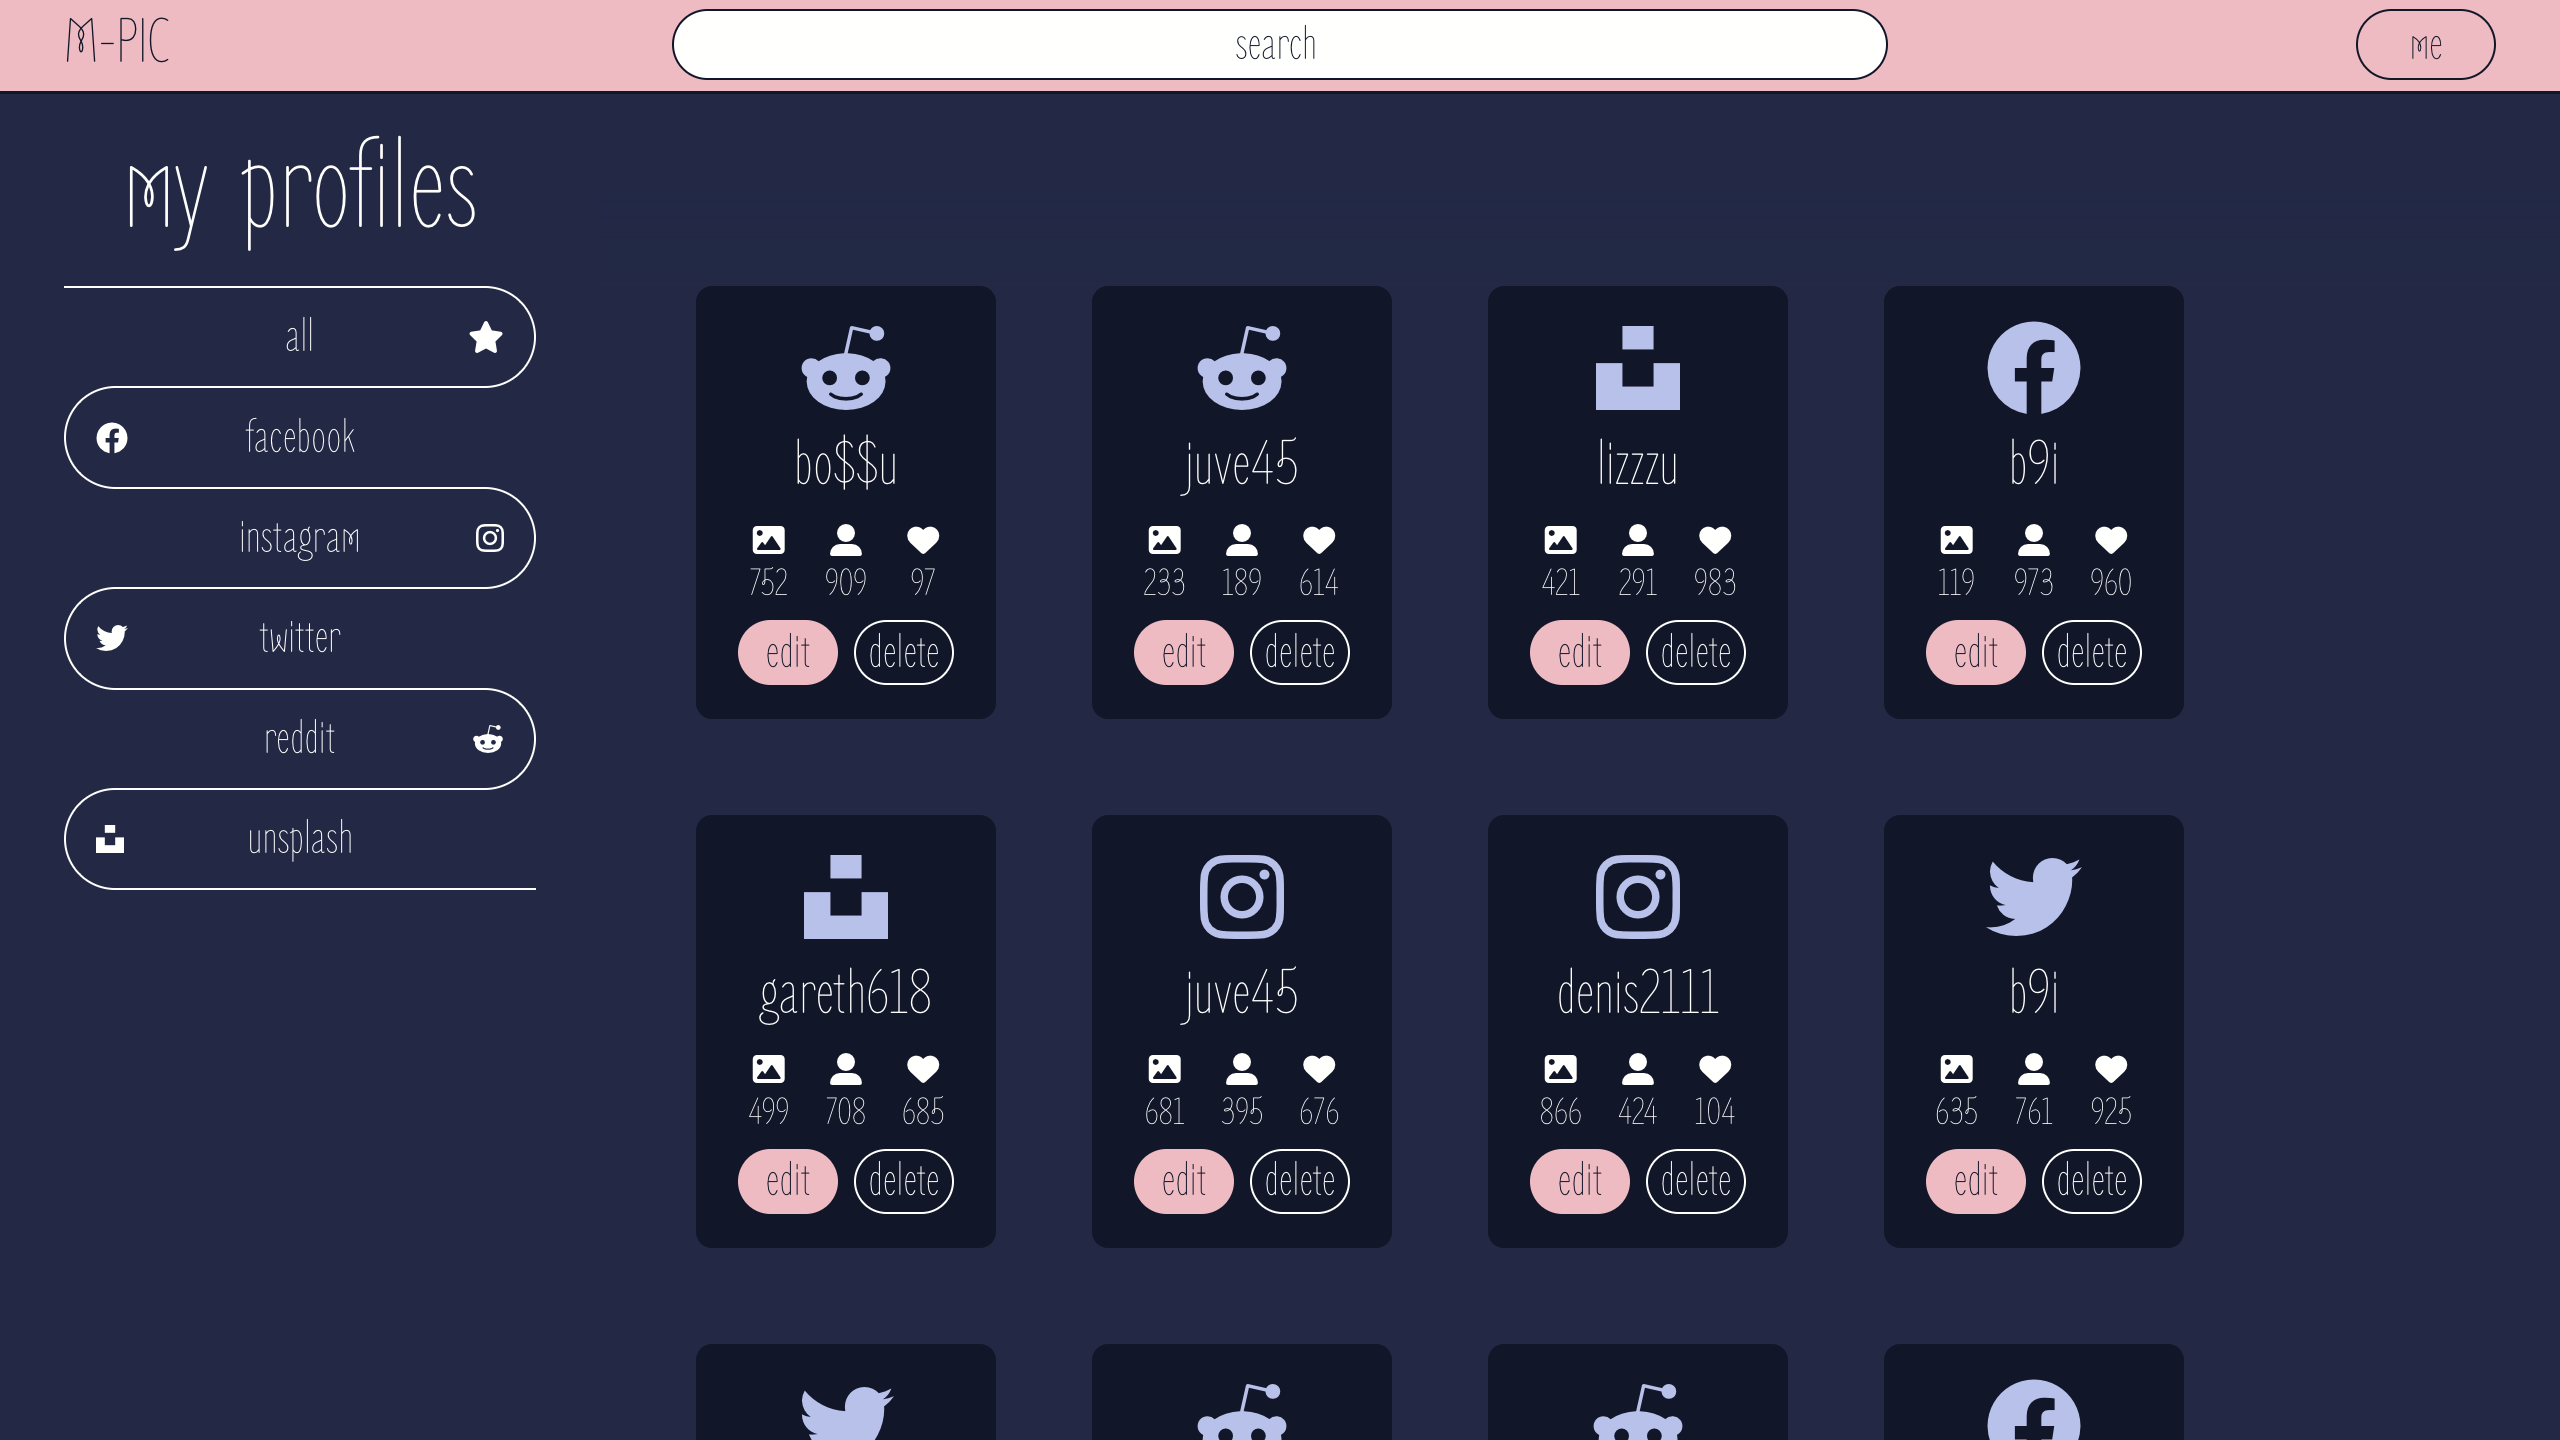 M-PIC
search
me
my profiles
all
facebook
instagram
twitter
reddit
unsplash
bo$$u
752 909 97
edit delete
juve45
233 189 614
edit delete
lizzzu
421 291 983
edit delete
b9i
119 973 960
edit delete
gareth618
499 708 685
edit delete
juve45
681 395 676
edit delete
denis2111
866 424 104
edit delete
b9i
635 761 925
edit delete